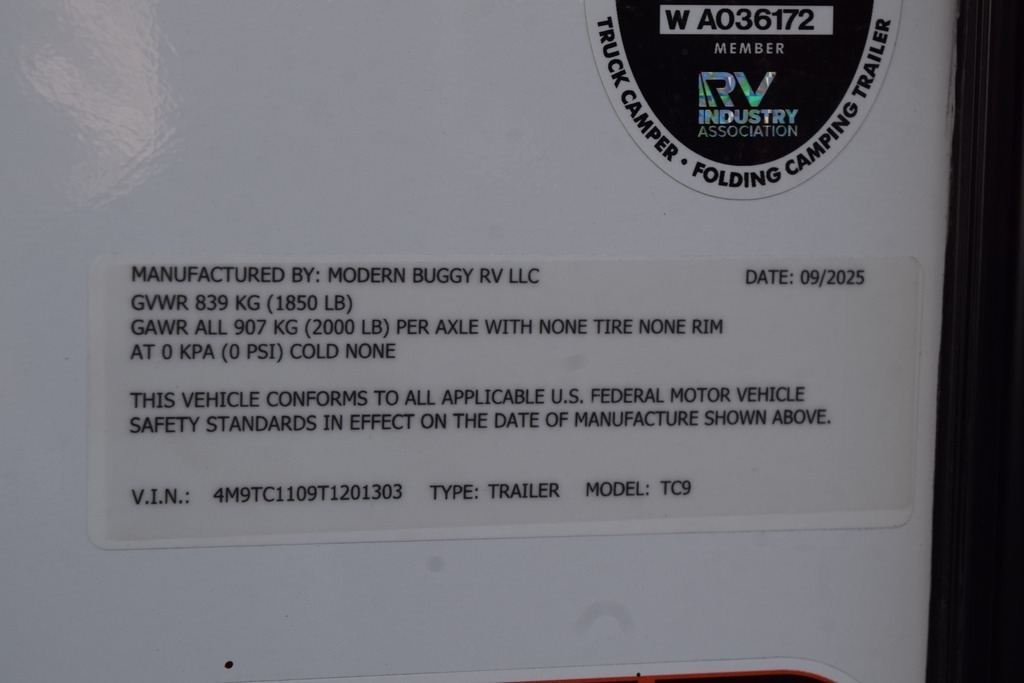 W A036172
MEMBER
RV
INDUSTRY
ASSOCIATION
TRUCK CAMPER • FOLDING CAMPING TRAILER
MANUFACTURED BY: MODERN BUGGY RV LLC DATE: 09/2025
GVWR 839 KG (1850 LB)
GAWR ALL 907 KG (2000 LB) PER AXLE WITH NONE TIRE NONE RIM
AT 0 KPA (0 PSI) COLD NONE
THIS VEHICLE CONFORMS TO ALL APPLICABLE U.S. FEDERAL MOTOR VEHICLE
SAFETY STANDARDS IN EFFECT ON THE DATE OF MANUFACTURE SHOWN ABOVE.
V.I.N.: 4M9TC1109T1201303 TYPE: TRAILER MODEL: TC9